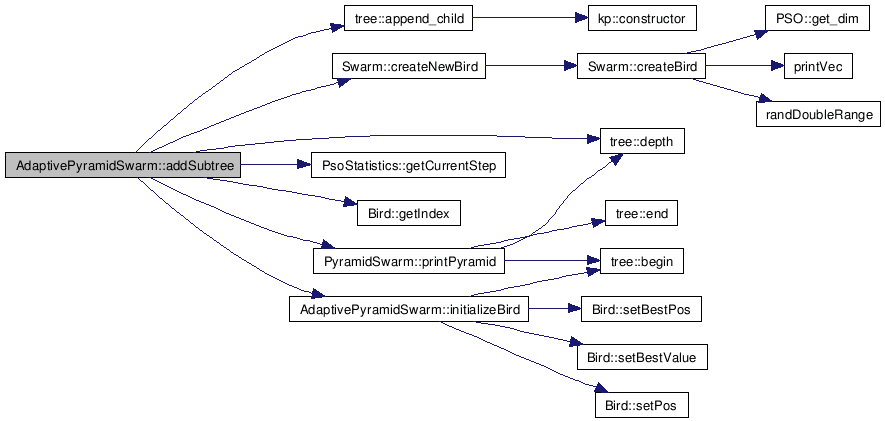 tree::append_child
kp::constructor
PSO::get_dim
Swarm::createNewBird
Swarm::createBird
printVec
randDoubleRange
tree::depth
AdaptivePyramidSwarm::addSubtree
PsoStatistics::getCurrentStep
Bird::getIndex
tree::end
PyramidSwarm::printPyramid
tree::begin
AdaptivePyramidSwarm::initializeBird
Bird::setBestPos
Bird::setBestValue
Bird::setPos